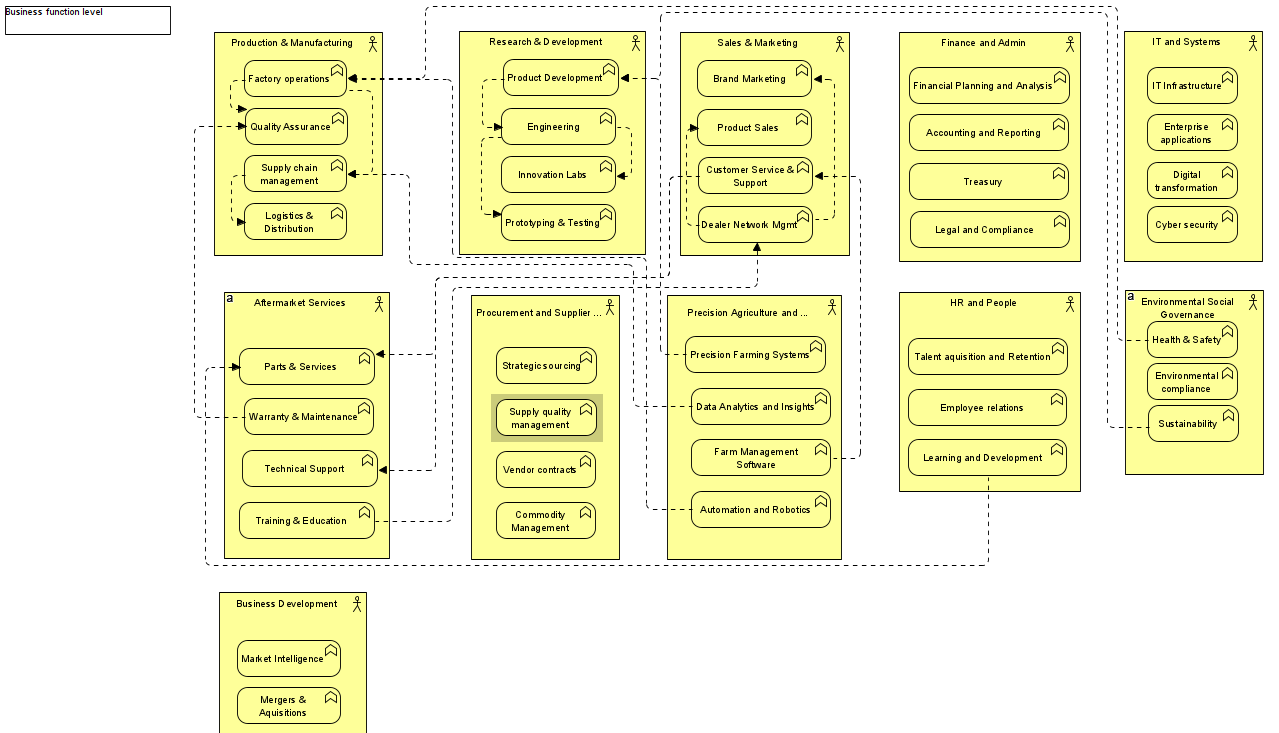 Business function level
Production & Manufacturing
Factory operations
Quality Assurance
Supply chain
management
Logistics &
Distribution
Research & Development
Product Development
Engineering
Innovation Labs
Prototyping & Testing
Sales & Marketing
Brand Marketing
Product Sales
Customer Service &
Support
Dealer Network Mgmt
Finance and Admin
Financial Planning and Analysis
Accounting and Reporting
Treasury
Legal and Compliance
IT and Systems
IT Infrastructure
Enterprise
applications
Digital
transformation
Cyber security
a
Aftermarket Services
Parts & Services
Warranty & Maintenance
Technical Support
Training & Education
Procurement and Supplier ...
Strategic sourcing
Supply quality
management
Vendor contracts
Commodity
Management
Precision Agriculture and ...
Precision Farming Systems
Data Analytics and Insights
Farm Management
Software
Automation and Robotics
HR and People
Talent aquisition and Retention
Employee relations
Learning and Development
a
Environmental Social
Governance
Health & Safety
Environmental
compliance
Sustainability
Business Development
Market Intelligence
Mergers &
Aquisitions